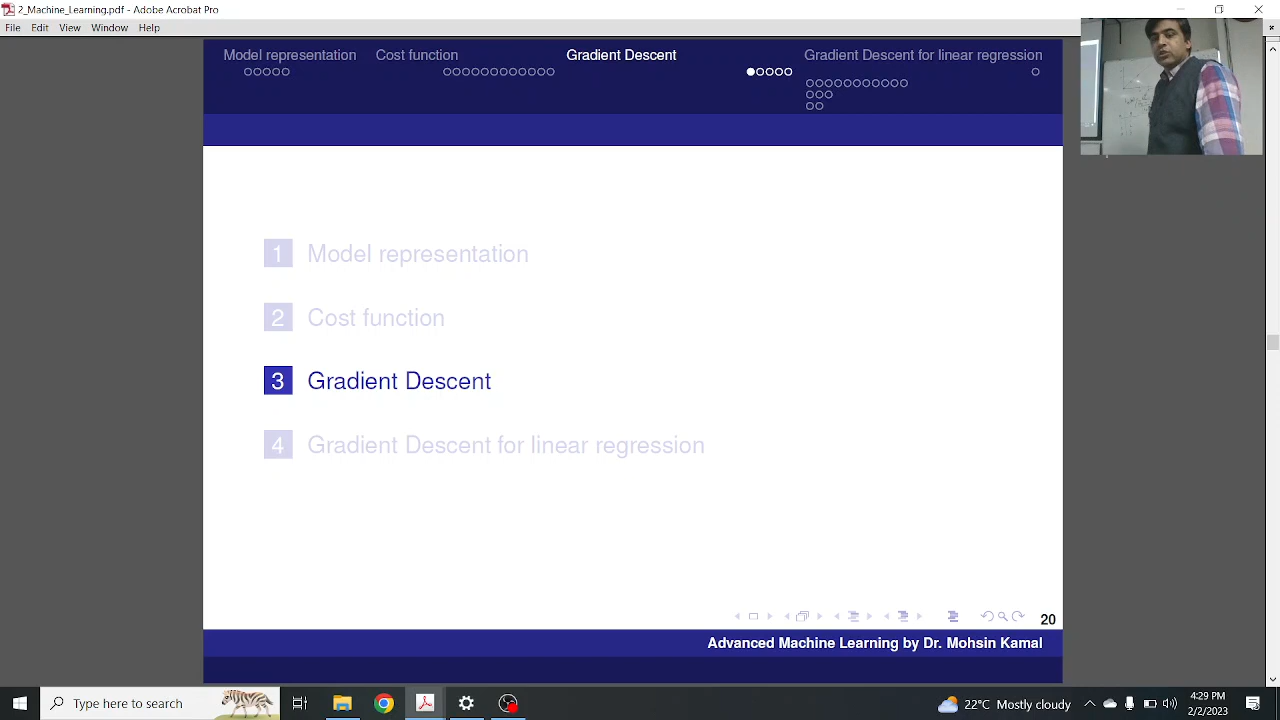 2_Machine_Learning.pdf - Adobe Acrobat Pro
File Edit View Window Help
Model representation Cost function Gradient Descent Gradient Descent for linear regression
1 Model representation
2 Cost function
3 Gradient Descent
4 Gradient Descent for linear regression
20
Advanced Machine Learning by Dr. Mohsin Kamal
Type here to search
22°C Mostly cloudy
4:29 PM
2/2/2023